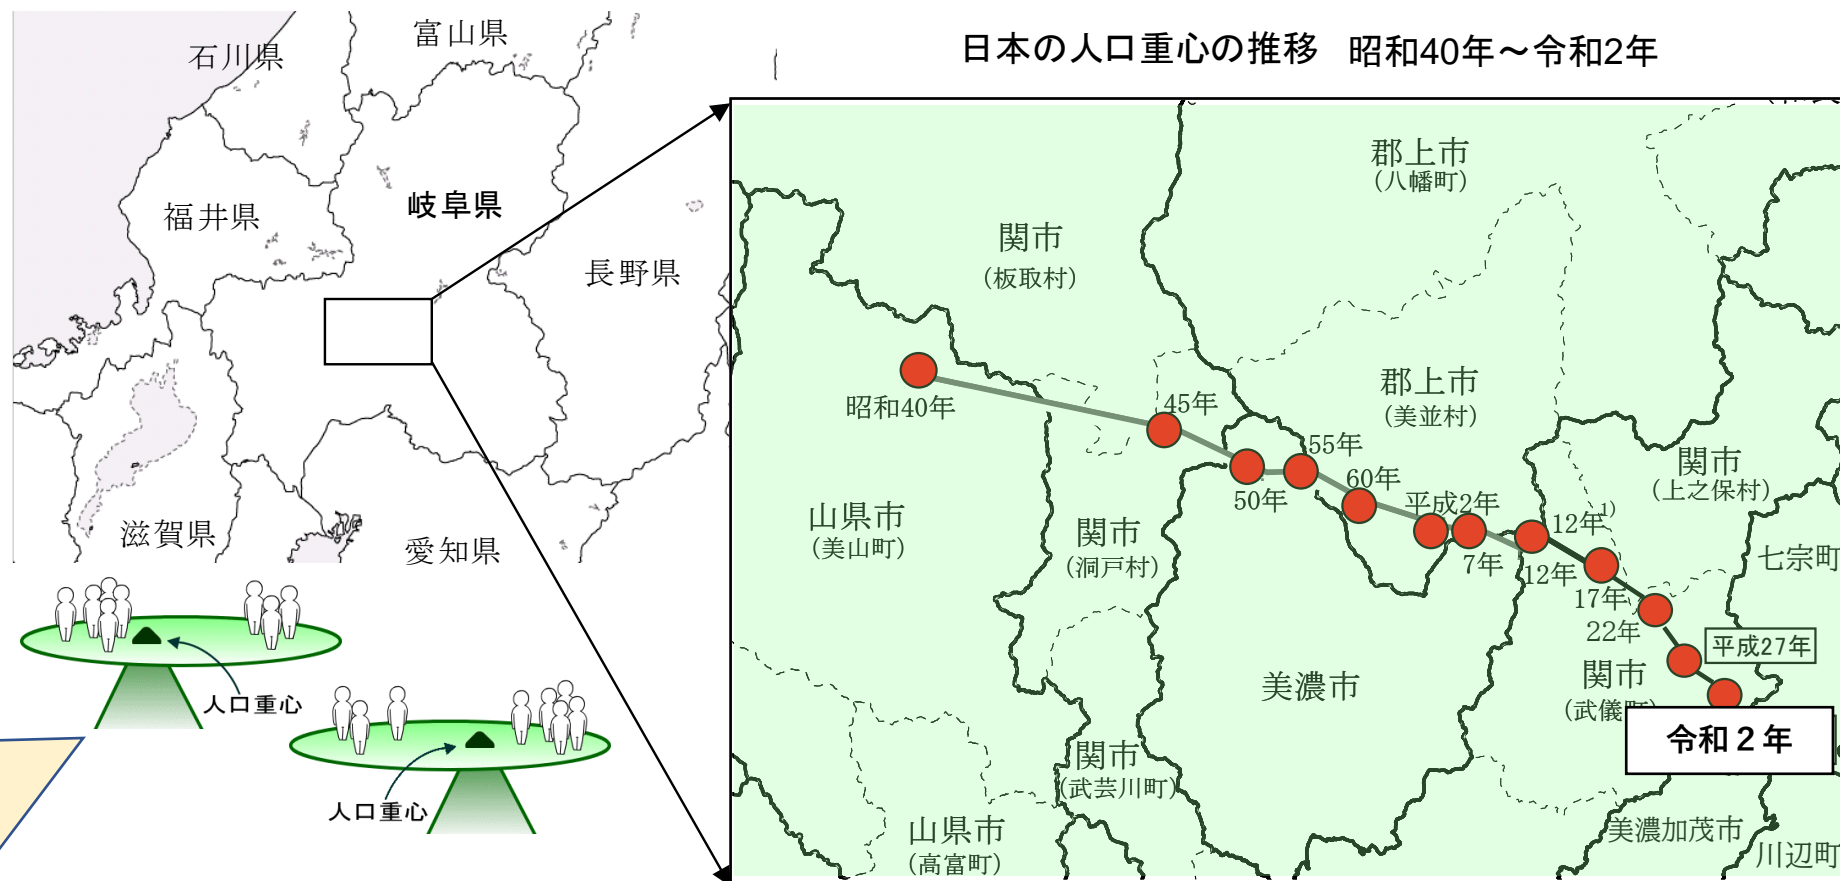 日本の人口重心の推移 昭和40年～令和2年
石川県
富山県
福井県
岐阜県
長野県
滋賀県
愛知県
人口重心
人口重心
郡上市
（八幡町）
関市
（板取村）
郡上市
（美並村）
昭和40年
45年
50年
55年
60年
平成2年
7年
12年1)
12年
17年
22年
平成27年
令和２年
関市
（上之保村）
七宗町
山県市
（美山町）
関市
（洞戸村）
美濃市
関市
（武儀町）
関市
（武芸川町）
山県市
（高富町）
美濃加茂市
川辺町